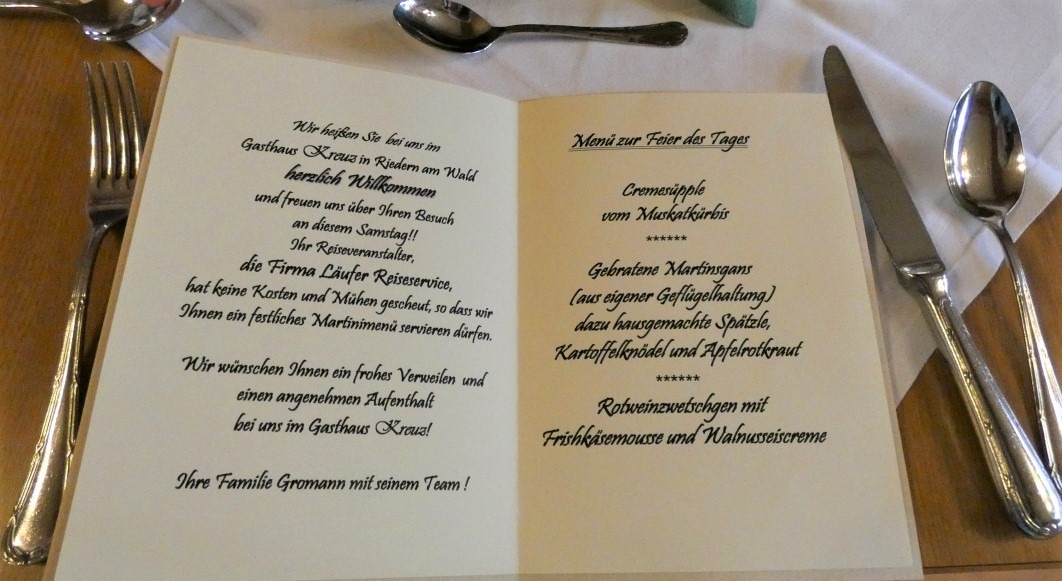 Wir heißen Sie bei uns im
Gasthaus Kreuz in Riedern am Wald
herzlich Willkommen
und freuen uns über Ihren Besuch
an diesem Samstag!!
Ihr Reiseveranstalter,
die Firma Läufer Reiseservice,
hat keine Kosten und Mühen gescheut, so dass wir
Ihnen ein festliches Martinimenü servieren dürfen.
Wir wünschen Ihnen ein frohes Verweilen und
einen angenehmen Aufenthalt
bei uns im Gasthaus Kreuz!
Ihre Familie Gromann mit seinem Team !
Menü zur Feier des Tages
Cremesüpple
vom Muskatkürbis
******
Gebratene Martinsgans
(aus eigener Geflügelhaltung)
dazu hausgemachte Spätzle,
Kartoffelknödel und Apfelrotkraut
******
Rotweinzwetschgen mit
Frishkäsemousse und Walnusseiscreme